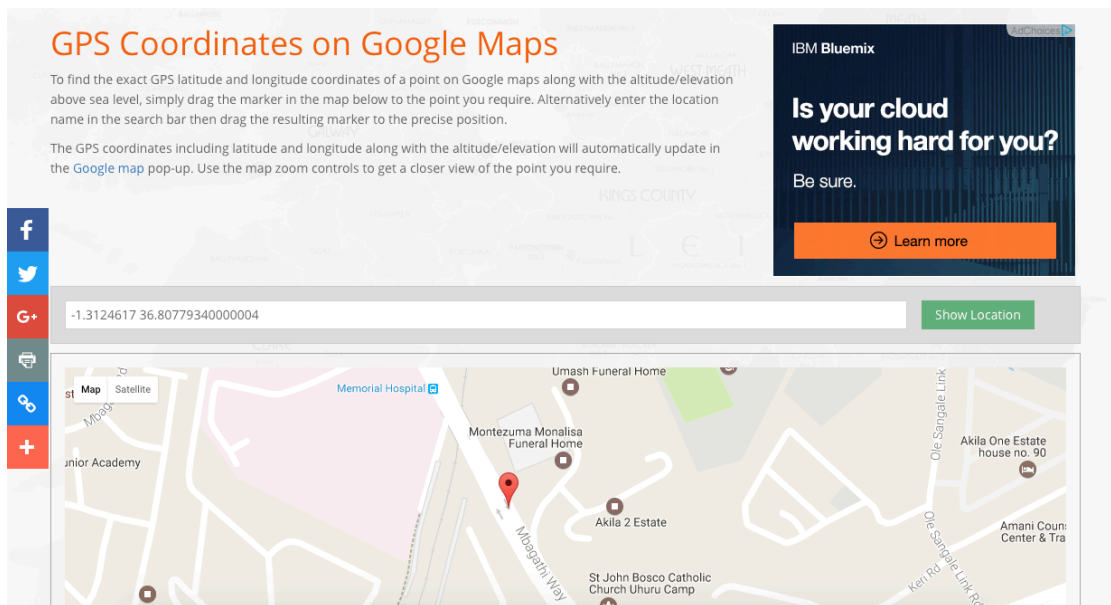 GPS Coordinates on Google Maps
To find the exact GPS latitude and longitude coordinates of a point on Google maps along with the altitude/elevation
above sea level, simply drag the marker in the map below to the point you require. Alternatively enter the location
name in the search bar then drag the resulting marker to the precise position.
The GPS coordinates including latitude and longitude along with the altitude/elevation will automatically update in
the Google map pop-up. Use the map zoom controls to get a closer view of the point you require.
AdChoices
IBM Bluemix
Is your cloud
working hard for you?
Be sure.
Learn more
WEST MEATH
GALWAY
KINGS COUNTY
L E I
-1.3124617 36.80779340000004
Show Location
Map
Satellite
Memorial Hospital
Umash Funeral Home
Montezuma Monalisa
Funeral Home
unior Academy
Akila 2 Estate
Mbagathi Way
St John Bosco Catholic
Church Uhuru Camp
Ole Sangale Link
Akila One Estate
house no. 90
Ole Sangale Link Rd
Amani Coun
Center & Tra
Keri Rd